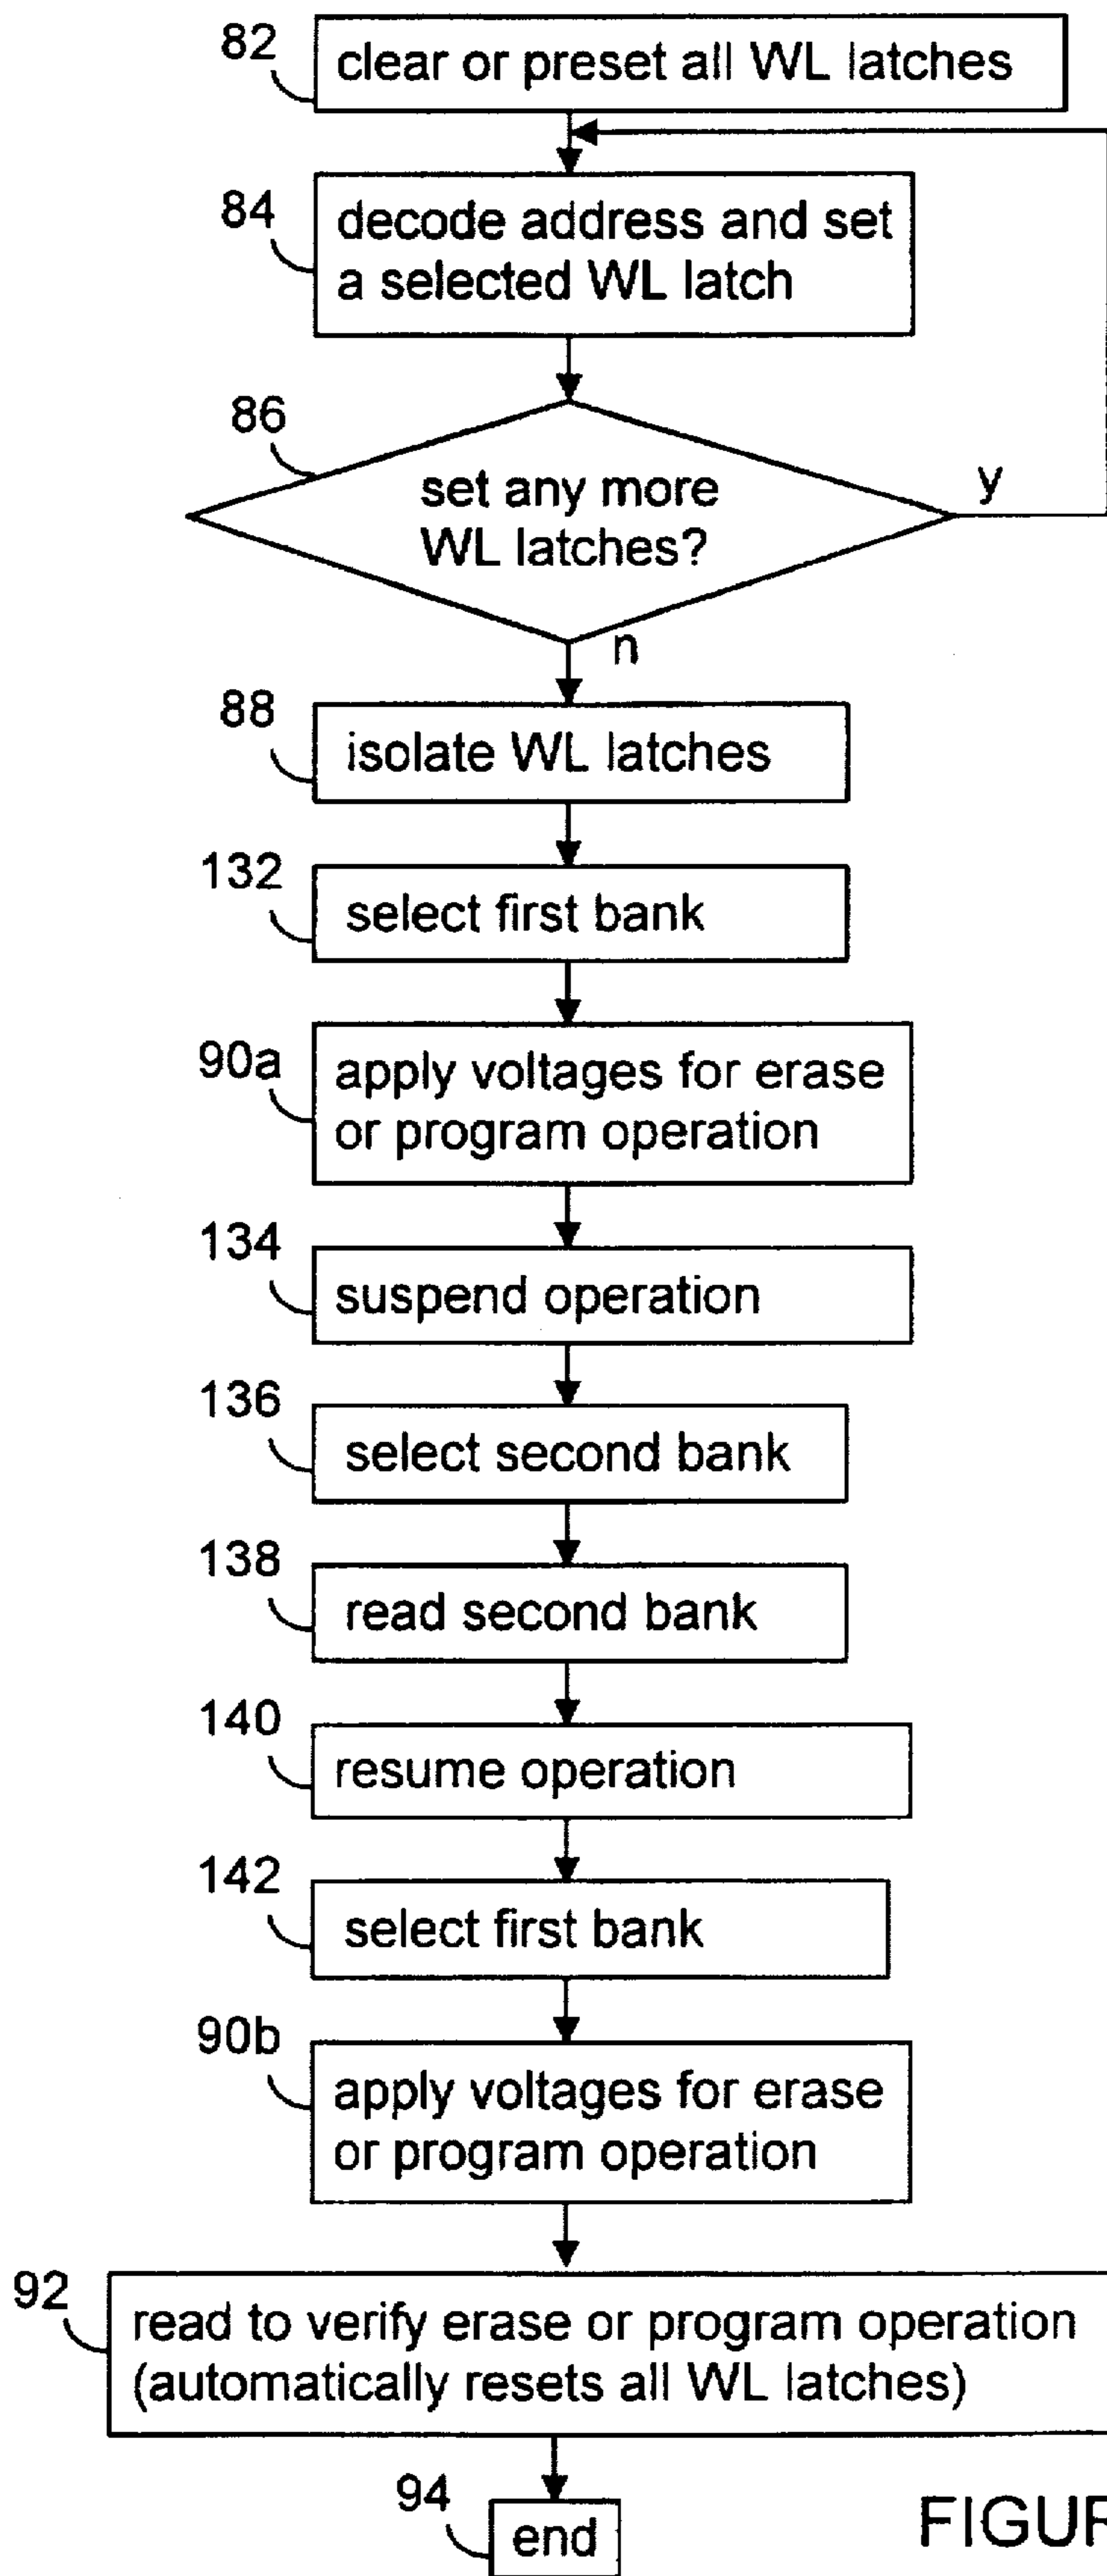 82
clear or preset all WL latches
84
decode address and set
a selected WL latch
86
set any more
WL latches?
y
n
88
isolate WL latches
132
select first bank
90a
apply voltages for erase
or program operation
134
suspend operation
136
select second bank
138
read second bank
140
resume operation
142
select first bank
90b
apply voltages for erase
or program operation
92
read to verify erase or program operation
(automatically resets all WL latches)
94
end